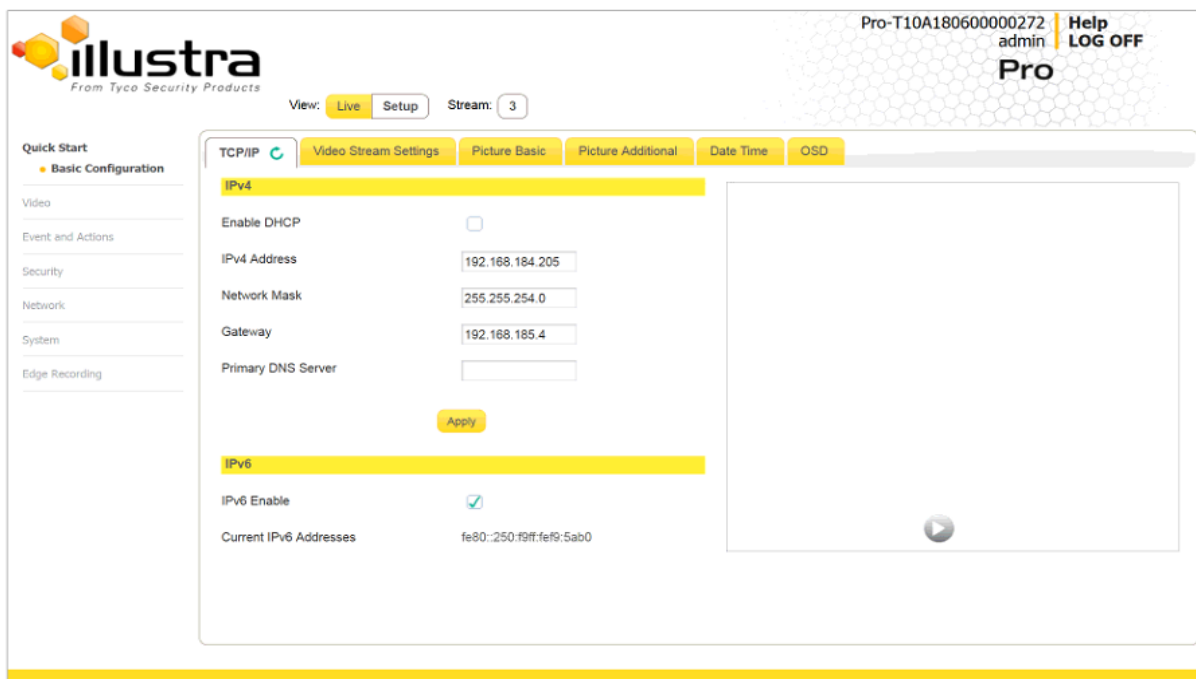 illustra
From Tyco Security Products
Pro-T10A180600000272 Help
admin LOG OFF
Pro
View: Live Setup Stream: 3
Quick Start
Basic Configuration
Video
Event and Actions
Security
Network
System
Edge Recording
TCP/IP Video Stream Settings Picture Basic Picture Additional Date Time OSD
IPv4
Enable DHCP
IPv4 Address 192.168.184.205
Network Mask 255.255.254.0
Gateway 192.168.185.4
Primary DNS Server
Apply
IPv6
IPv6 Enable
Current IPv6 Addresses fe80::250:f9ff:fef9:5ab0